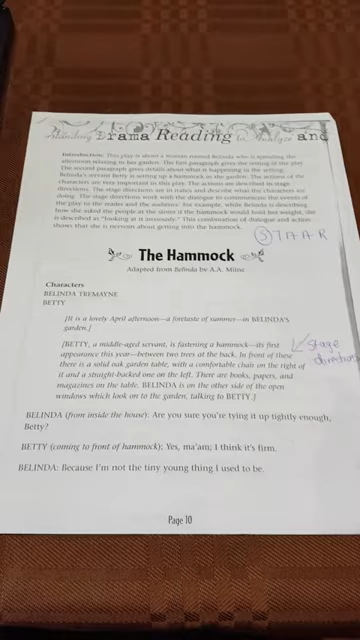 Drama Reading to Analyze and
Introduction: This play is about a woman named Belinda who is spending the
afternoon relaxing in her garden. The first paragraph gives the setting of the play.
The second paragraph gives details about what is happening in the setting.
Belinda's servant Betty is setting up a hammock in the garden. The actions of the
characters are very important in this play. The actions are described in stage
directions. The stage directions are in italics and describe what the characters are
doing. The stage directions work with the dialogue to communicate the events of
the play to the reader and the audience. For example, while Belinda is describing
how she asked the people at the store if the hammock would hold her weight, she
is described as "looking at it anxiously." This combination of dialogue and action
shows that she is nervous about getting into the hammock.
STAAR
The Hammock
Adapted from Belinda by A.A. Milne
Characters
BELINDA TREMAYNE
BETTY
[It is a lovely April afternoon—a foretaste of summer—in BELINDA'S
garden.]
[BETTY, a middle-aged servant, is fastening a hammock—its first
appearance this year—between two trees at the back. In front of these
there is a solid oak garden table, with a comfortable chair on the right of
it and a straight-backed one on the left. There are books, papers, and
magazines on the table. BELINDA is on the other side of the open
windows which look on to the garden, talking to BETTY.]
stage
direction
BELINDA (from inside the house): Are you sure you're tying it up tightly enough,
Betty?
BETTY (coming to front of hammock): Yes, ma'am; I think it's firm.
BELINDA: Because I'm not the tiny young thing I used to be.
Page 10